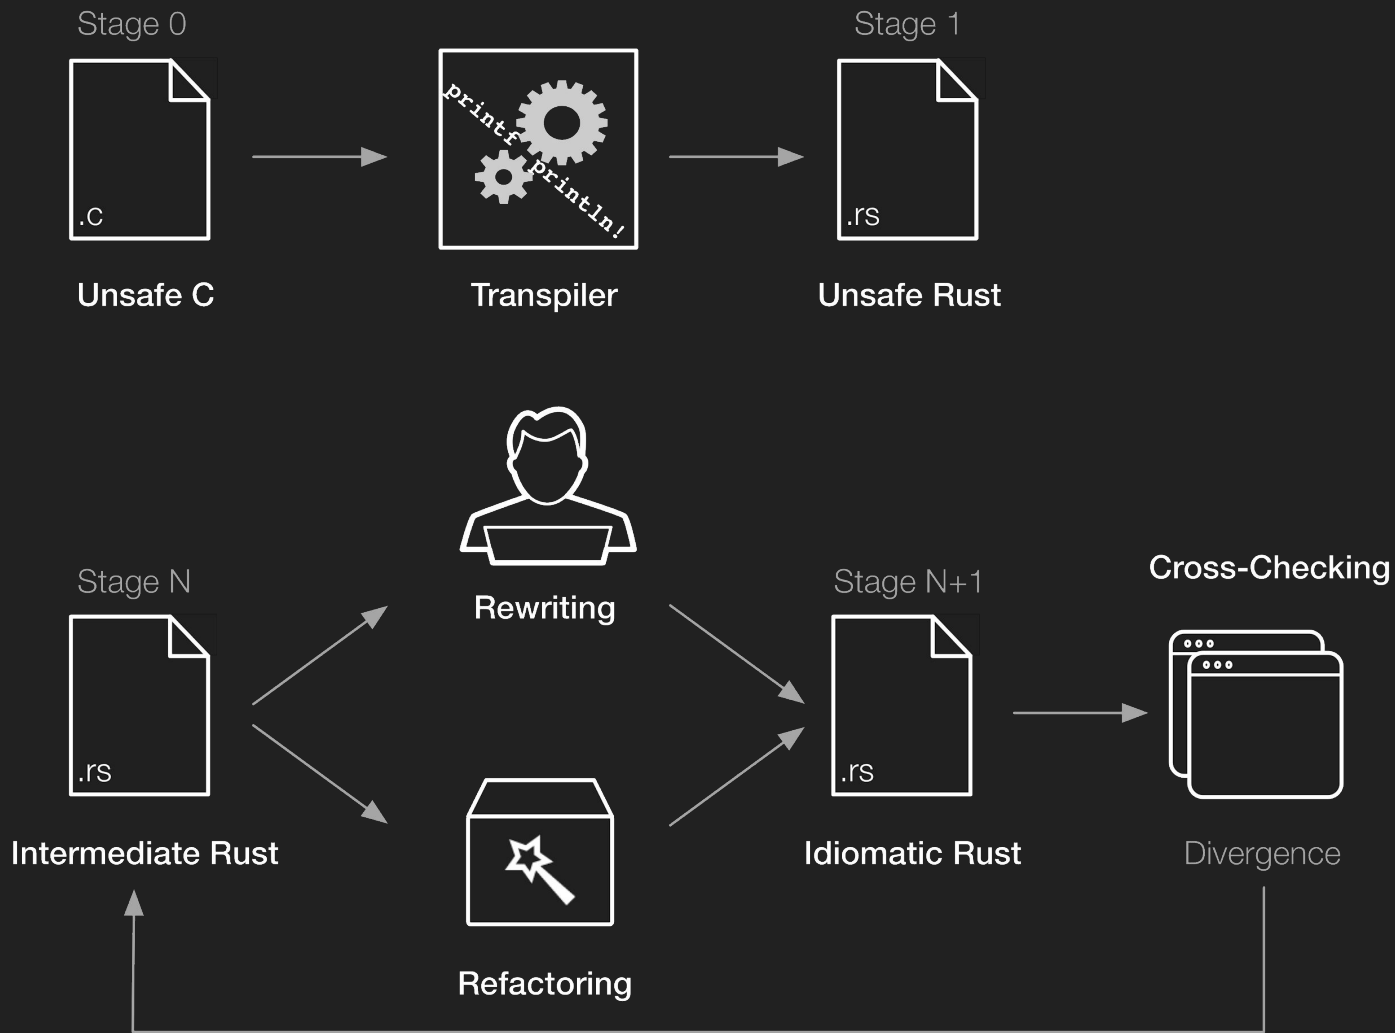 Stage 0
Stage 1
printf
println!
.c
.rs
Unsafe C
Transpiler
Unsafe Rust
Cross-Checking
Stage N
Stage N+1
Rewriting
.rs
.rs
Intermediate Rust
Idiomatic Rust
Divergence
Refactoring